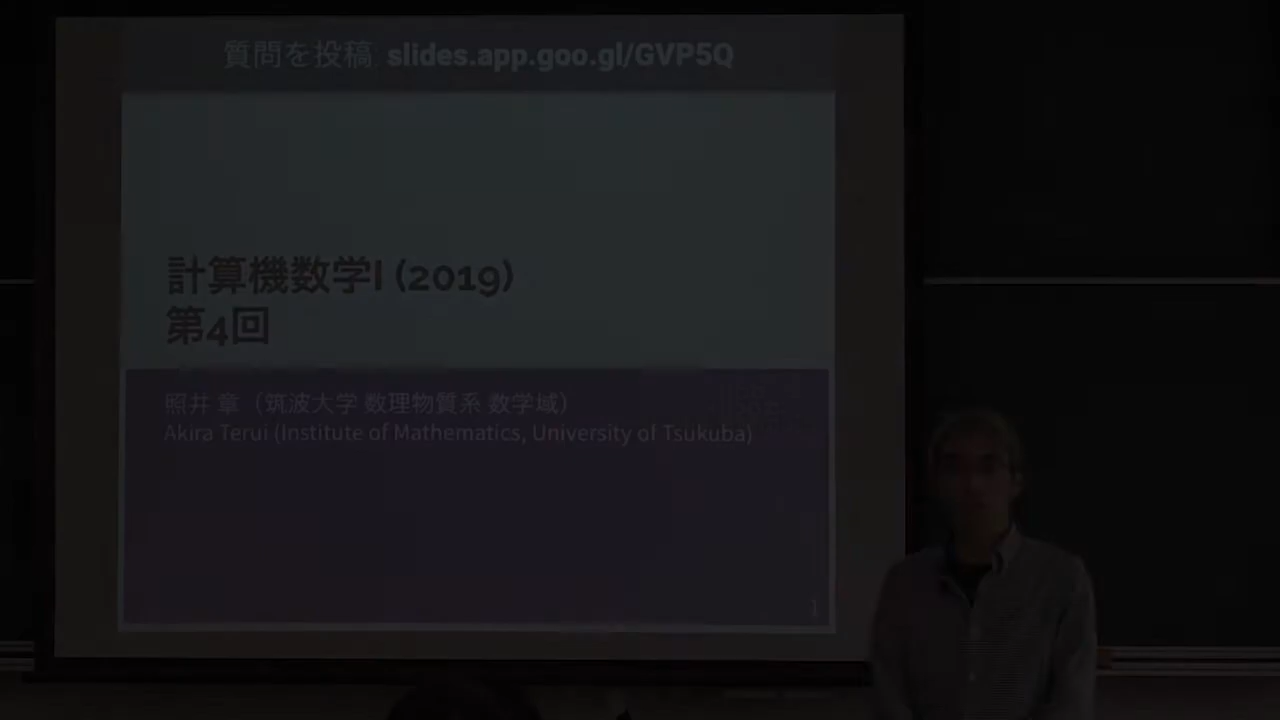 質問を投稿 slides.app.goo.gl/GVP5Q
計算機数学I (2019)
第4回
照井 章（筑波大学 数理物質系 数学域）
Akira Terui (Institute of Mathematics, University of Tsukuba)
1